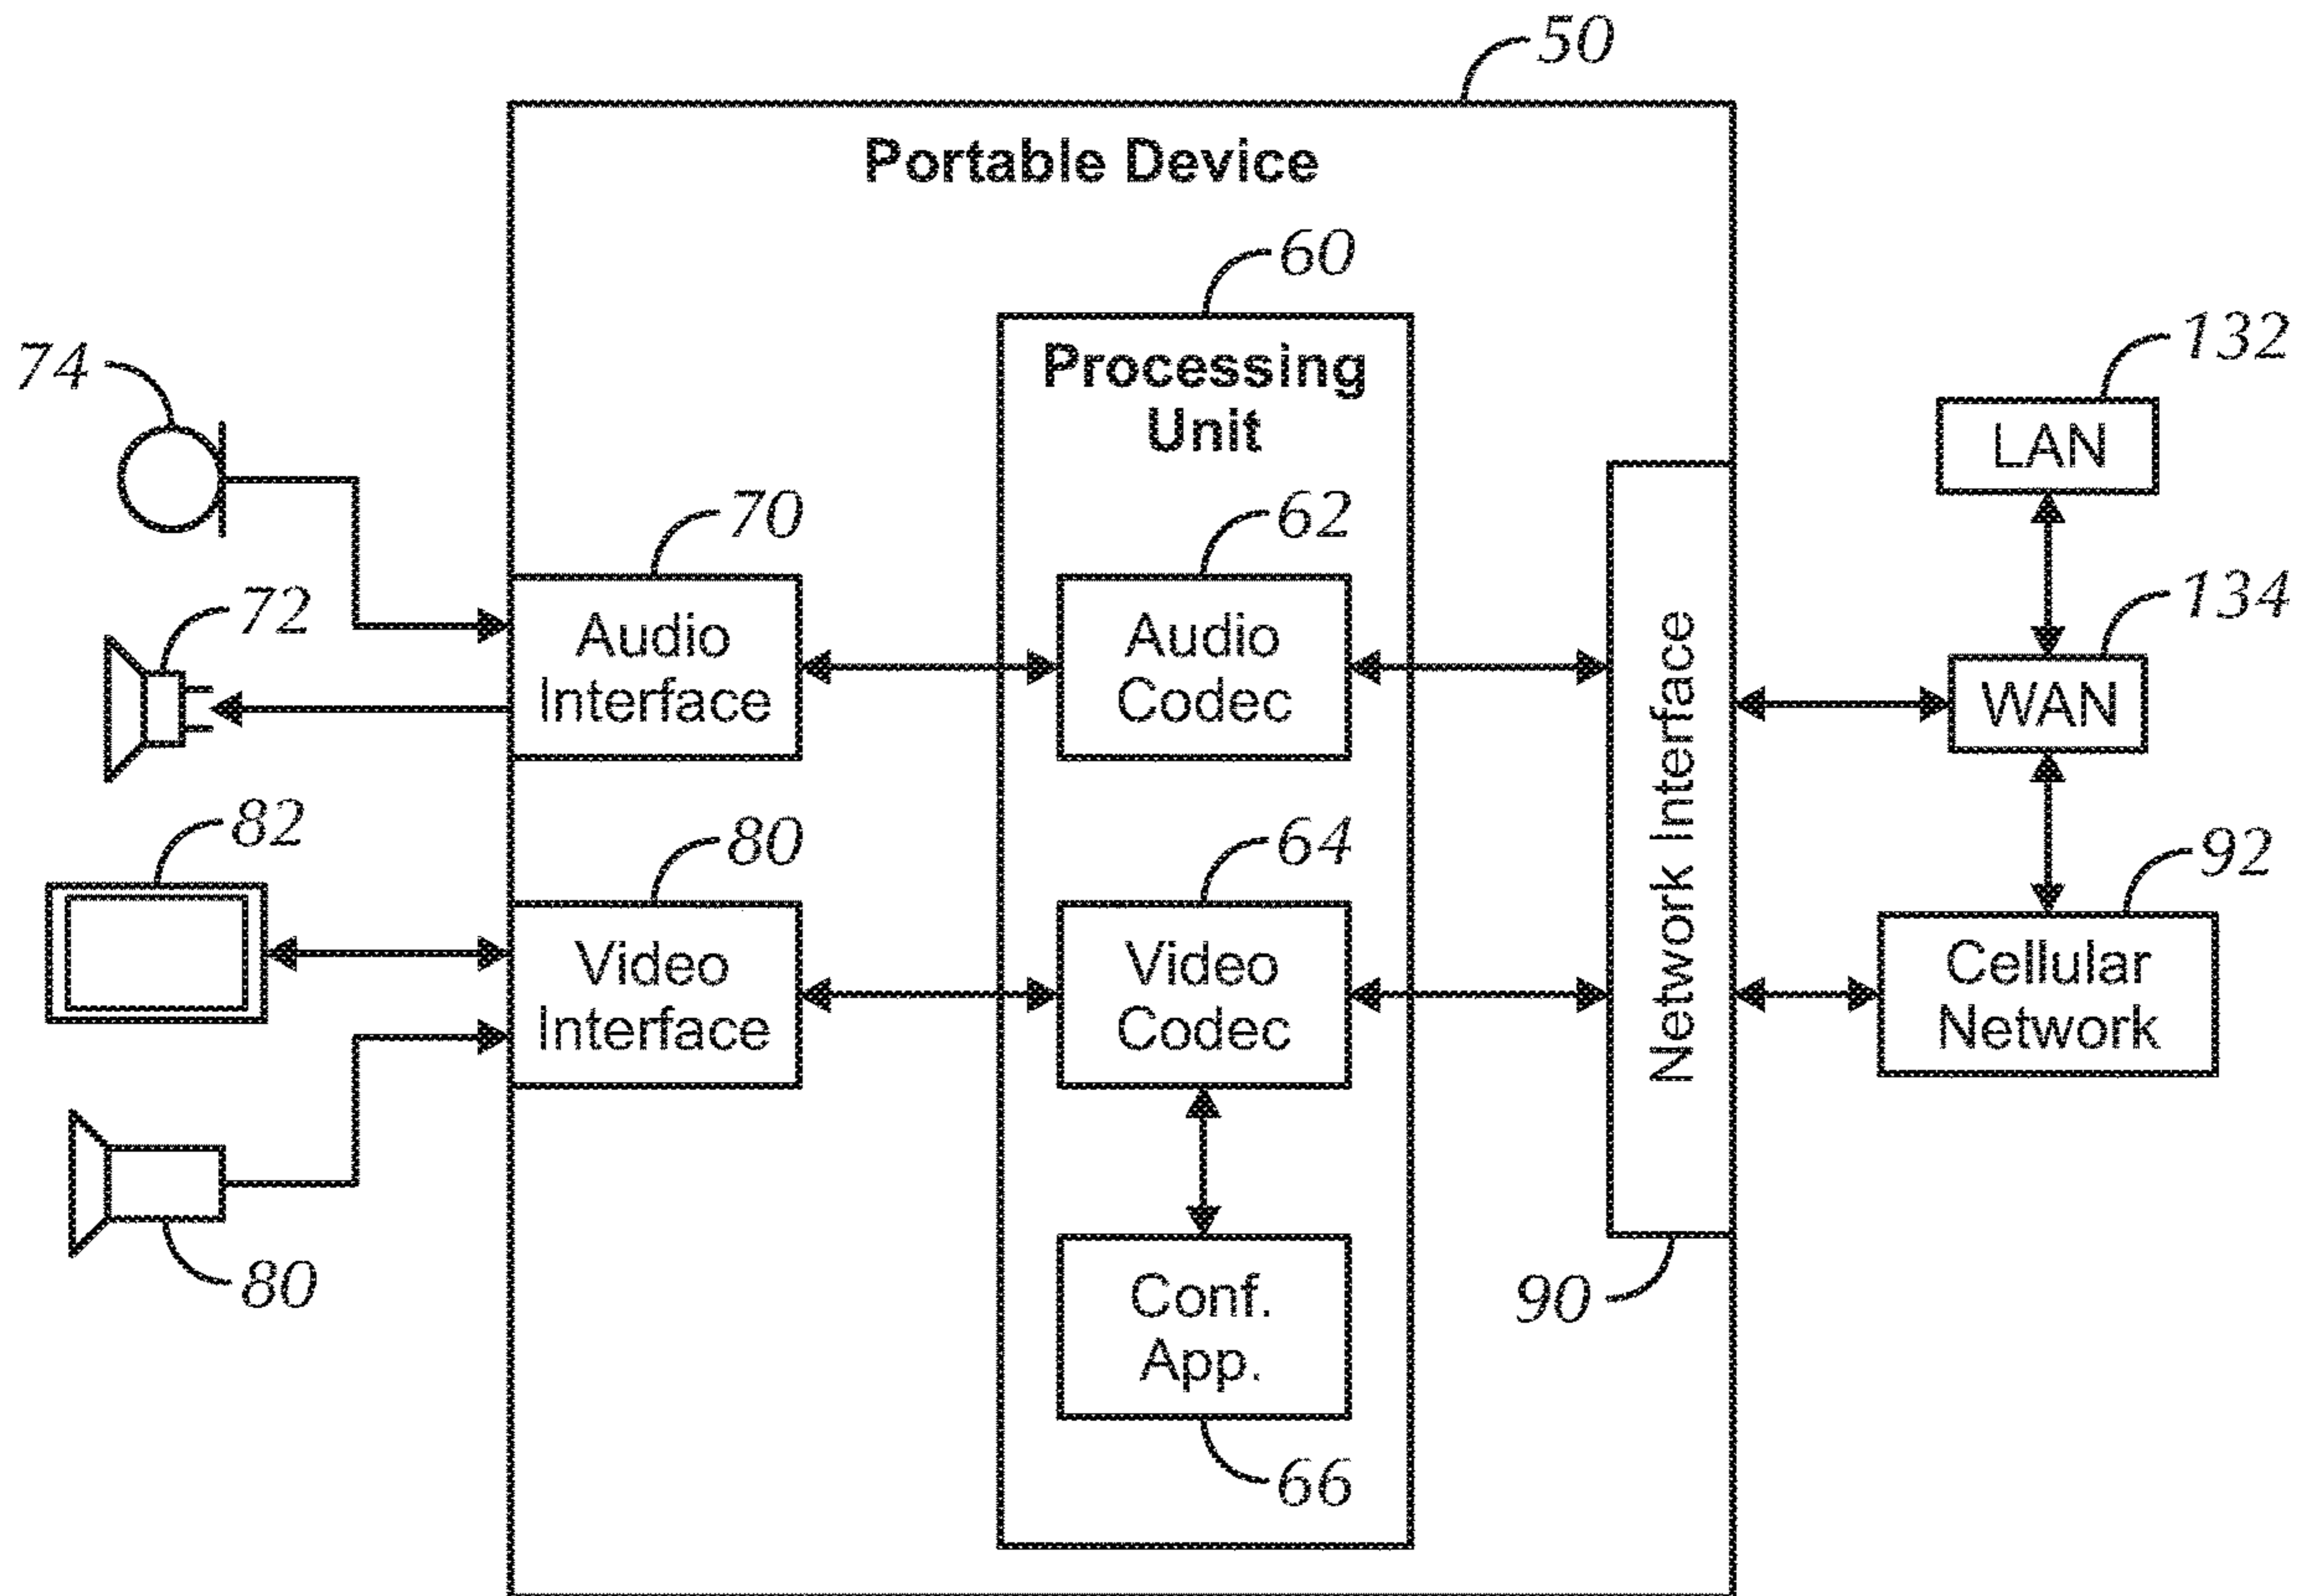 50
Portable Device
60
Processing
Unit
74
132
LAN
70
62
72
134
Audio
Interface
Audio
Codec
Network Interface
WAN
82
80
64
92
Video
Interface
Video
Codec
Cellular
Network
80
90
Conf.
App.
66